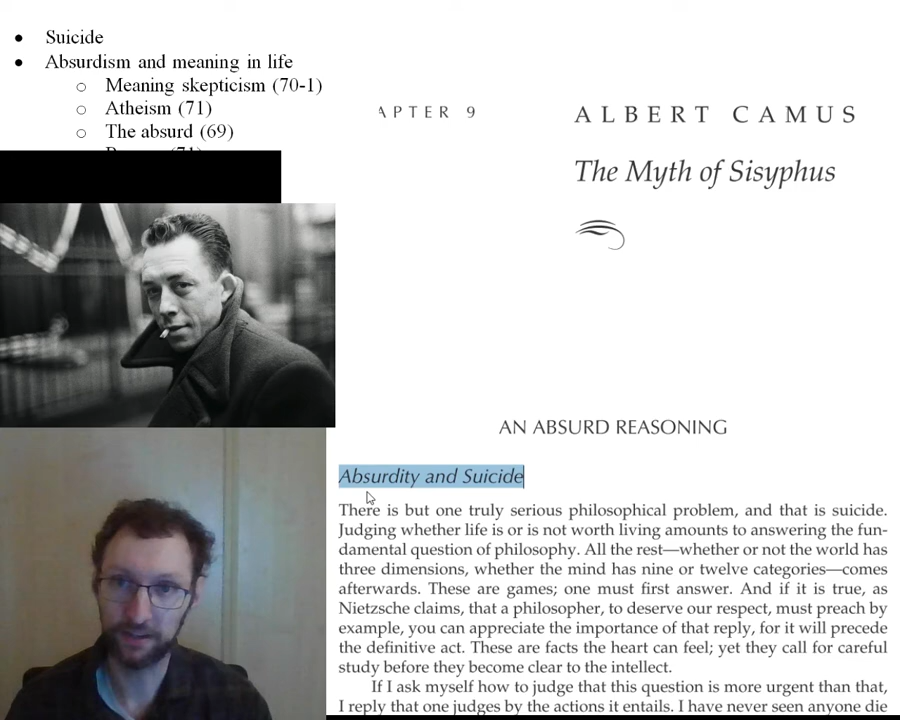 • Suicide
• Absurdism and meaning in life
○ Meaning skepticism (70-1)
○ Atheism (71)
○ The absurd (69)
APTER 9
ALBERT CAMUS
The Myth of Sisyphus
AN ABSURD REASONING
Absurdity and Suicide
There is but one truly serious philosophical problem, and that is suicide.
Judging whether life is or is not worth living amounts to answering the fun-
damental question of philosophy. All the rest—whether or not the world has
three dimensions, whether the mind has nine or twelve categories—comes
afterwards. These are games; one must first answer. And if it is true, as
Nietzsche claims, that a philosopher, to deserve our respect, must preach by
example, you can appreciate the importance of that reply, for it will precede
the definitive act. These are facts the heart can feel; yet they call for careful
study before they become clear to the intellect.
If I ask myself how to judge that this question is more urgent than that,
I reply that one judges by the actions it entails. I have never seen anyone die